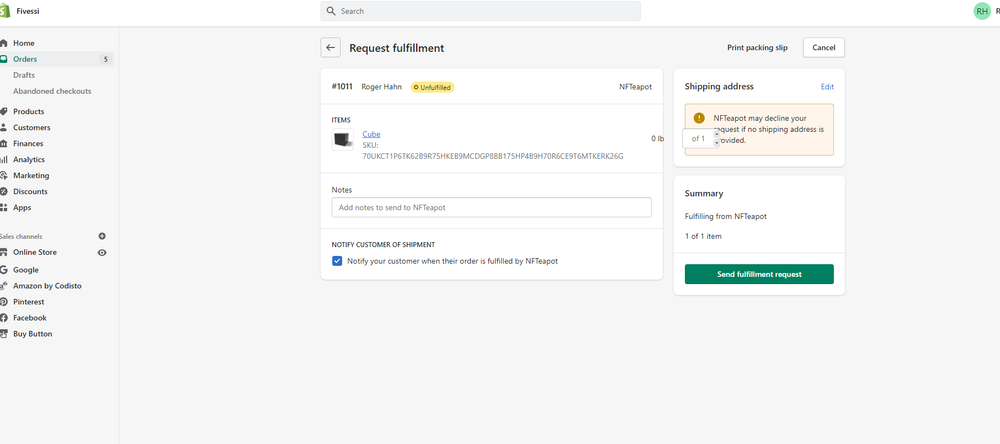 Fivessi
Search
RH
R
Home
Orders 5
Drafts
Abandoned checkouts
Products
Customers
Finances
Analytics
Marketing
Discounts
Apps
Sales channels
Online Store
Google
Amazon by Codisto
Pinterest
Facebook
Buy Button
Request fulfillment
Print packing slip
Cancel
#1011 Roger Hahn Unfulfilled NFTeapot
ITEMS
Cube
SKU:
70UKCT1P6TK62B9R75HKEB9MCDGP8BB175HP4B9H70R6CE9T6MTKERK26G
0 lb
of 1
Notes
Add notes to send to NFTeapot
NOTIFY CUSTOMER OF SHIPMENT
Notify your customer when their order is fulfilled by NFTeapot
Shipping address Edit
NFTeapot may decline your
request if no shipping address is
provided.
Summary
Fulfilling from NFTeapot
1 of 1 item
Send fulfillment request